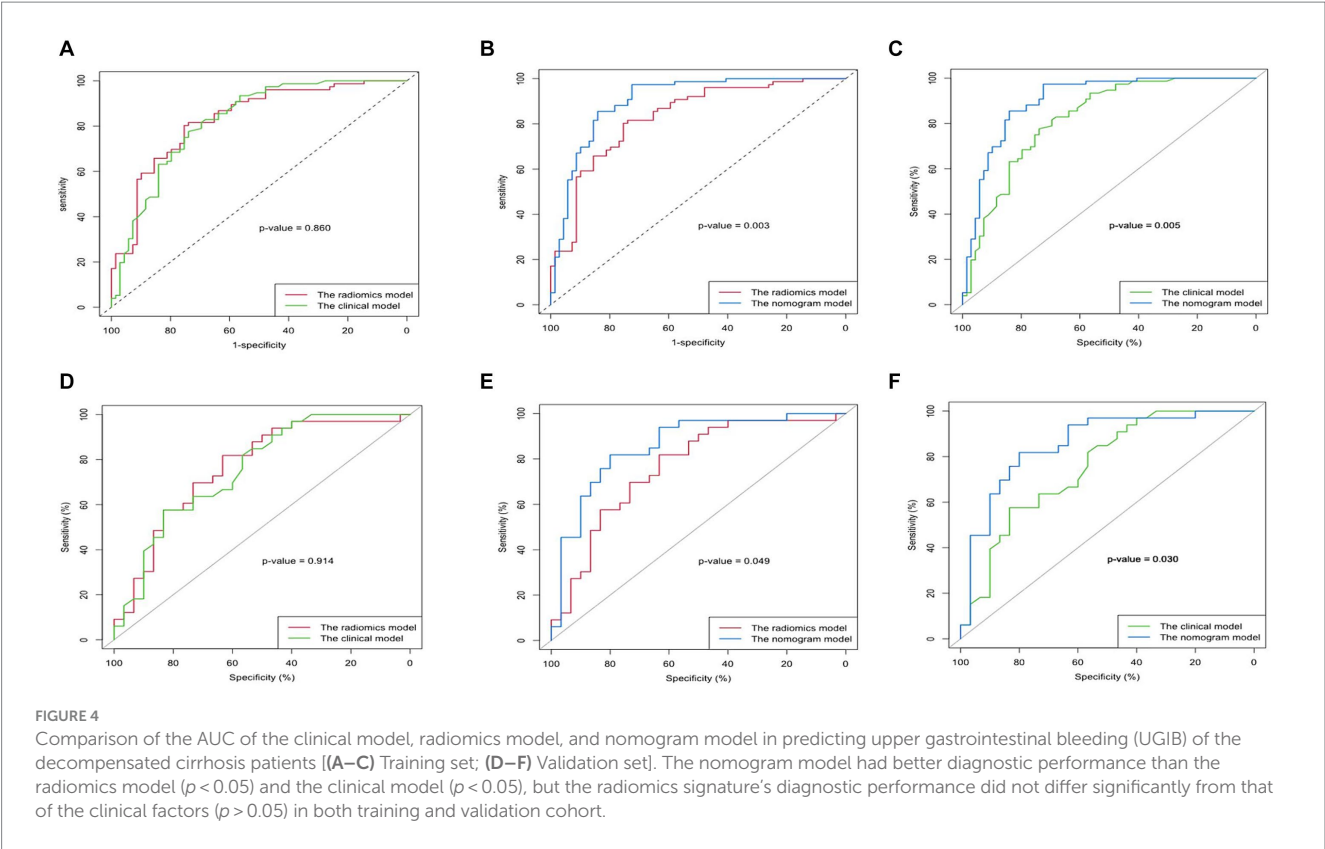 A
B
C
sensitivity
0
20
40
60
80
100
p-value = 0.860
The radiomics model
The clinical model
100
80
60
40
20
0
1-specificity
sensitivity
0
20
40
60
80
100
p-value = 0.003
The radiomics model
The nomogram model
100
80
60
40
20
0
1-specificity
Sensitivity (%)
0
20
40
60
80
100
p-value = 0.005
The clinical model
The nomogram model
100
80
60
40
20
0
Specificity (%)
D
E
F
Sensitivity (%)
0
20
40
60
80
100
p-value = 0.914
The radiomics model
The clinical model
100
80
60
40
20
0
Specificity (%)
Sensitivity (%)
0
20
40
60
80
100
p-value = 0.049
The radiomics model
The nomogram model
100
80
60
40
20
0
Specificity (%)
Sensitivity (%)
0
20
40
60
80
100
p-value = 0.030
The clinical model
The nomogram model
100
80
60
40
20
0
Specificity (%)
FIGURE 4
Comparison of the AUC of the clinical model, radiomics model, and nomogram model in predicting upper gastrointestinal bleeding (UGIB) of the
decompensated cirrhosis patients [(A–C) Training set; (D–F) Validation set]. The nomogram model had better diagnostic performance than the
radiomics model (p < 0.05) and the clinical model (p < 0.05), but the radiomics signature's diagnostic performance did not differ significantly from that
of the clinical factors (p > 0.05) in both training and validation cohort.